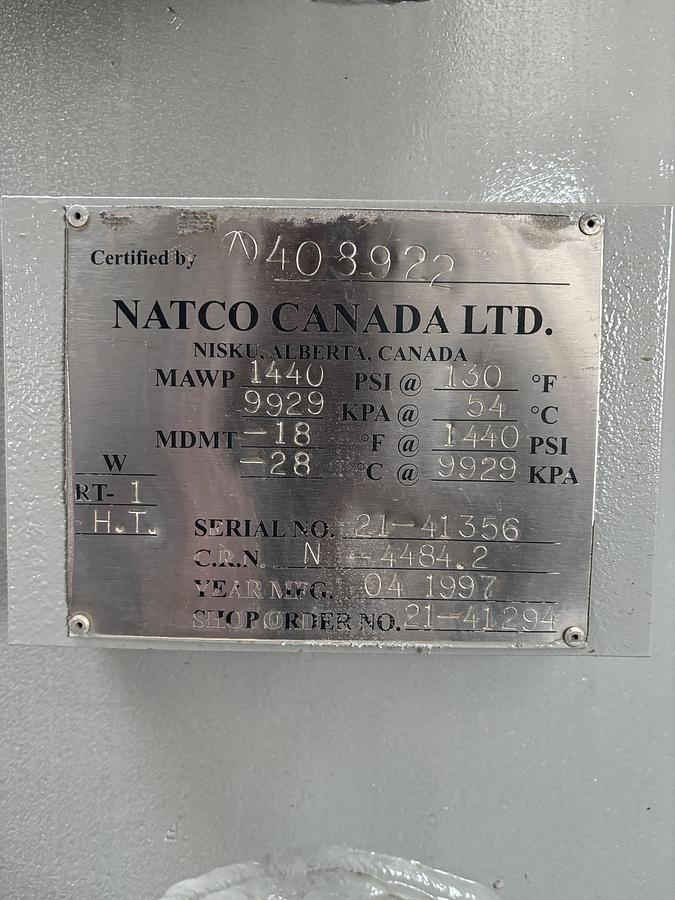 Certified by A408922
NATCO CANADA LTD.
NISKU, ALBERTA, CANADA
MAWP 1440 PSI @ 130 °F
9929 KPA @ 54 °C
MDMT -18 °F @ 1440 PSI
W -28 °C @ 9929 KPA
RT- 1
H.T. SERIAL NO. 21-41356
C.R.N. N -4484.2
YEAR MFG. 04 1997
SHOP ORDER NO. 21-41294